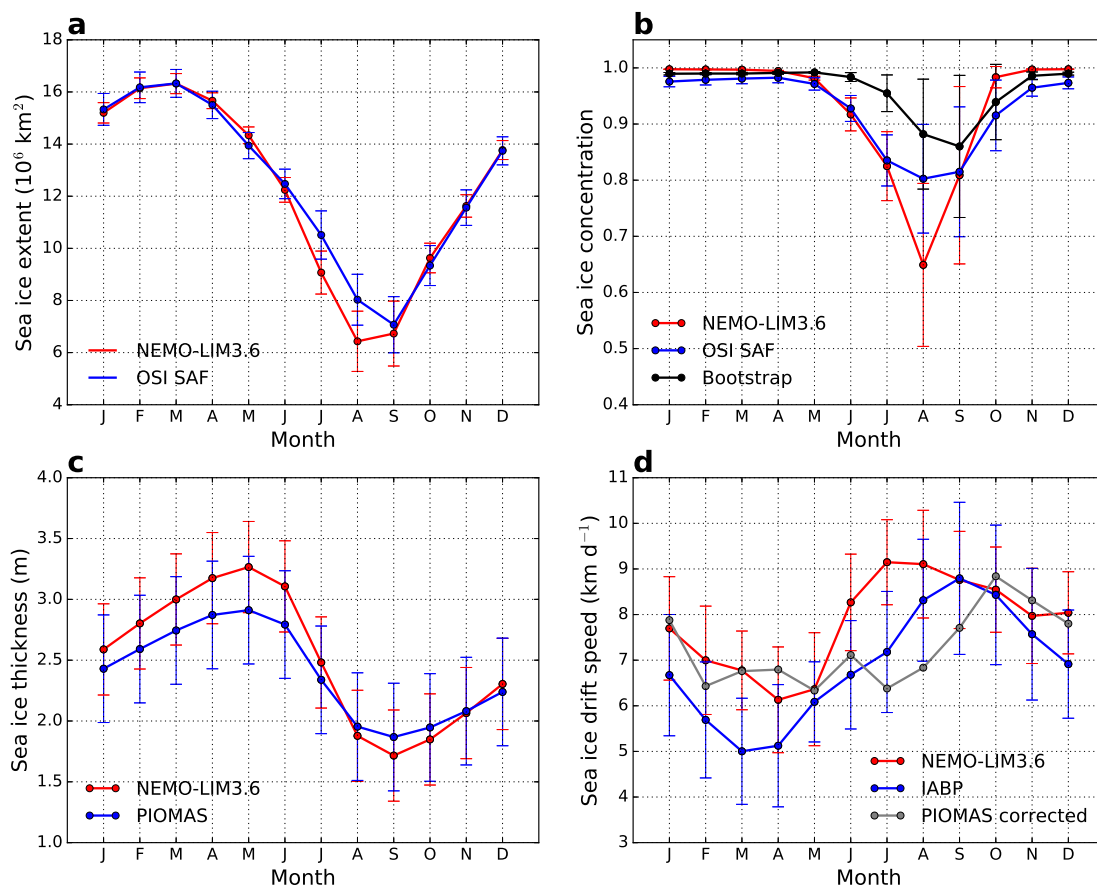 a
18
16
14
12
10
8
6
4
Sea ice extent (10⁶ km²)
NEMO-LIM3.6
OSI SAF
J F M A M J J A S O N D
Month
b
1.0
0.9
0.8
0.7
0.6
0.5
0.4
Sea ice concentration
NEMO-LIM3.6
OSI SAF
Bootstrap
J F M A M J J A S O N D
Month
c
4.0
3.5
3.0
2.5
2.0
1.5
1.0
Sea ice thickness (m)
NEMO-LIM3.6
PIOMAS
J F M A M J J A S O N D
Month
d
11
10
9
8
7
6
5
4
3
Sea ice drift speed (km d⁻¹)
NEMO-LIM3.6
IABP
PIOMAS corrected
J F M A M J J A S O N D
Month